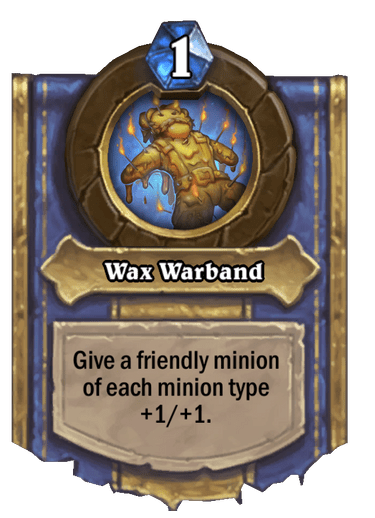 1
Wax Warband
Give a friendly minion
of each minion type
+1/+1.